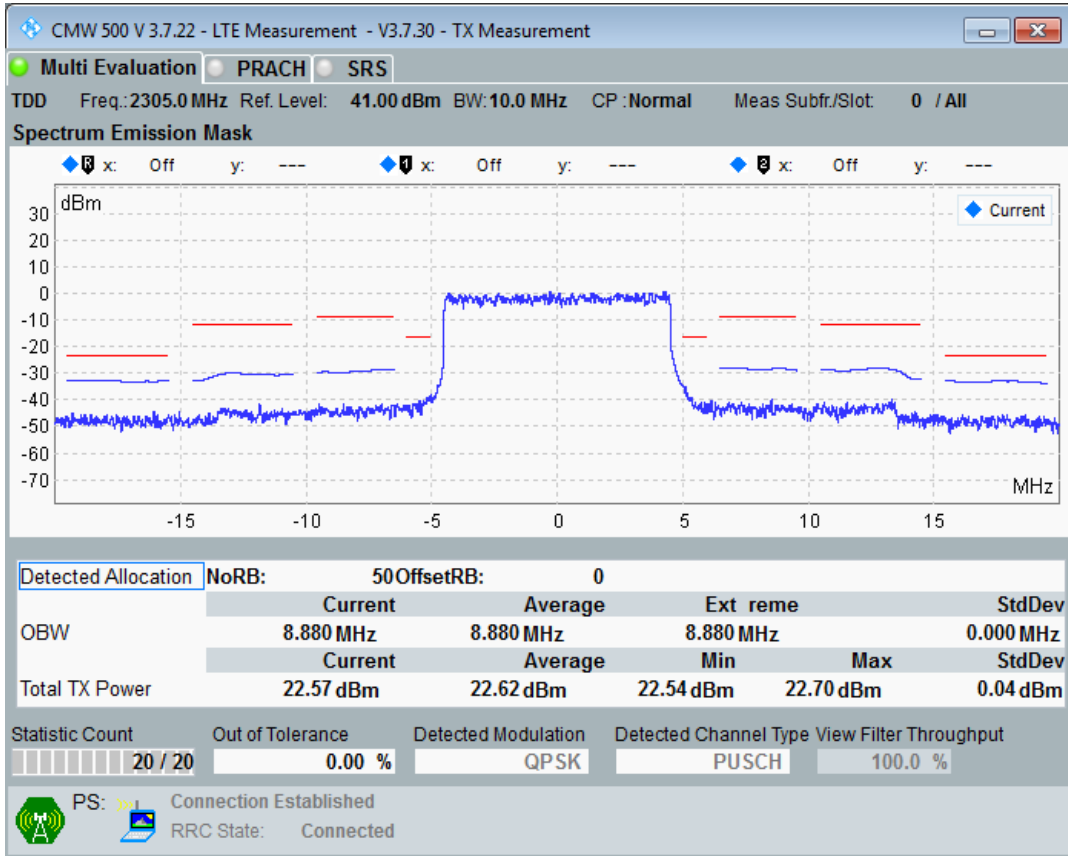 CMW 500 V 3.7.22 - LTE Measurement - V3.7.30 - TX Measurement
Multi Evaluation PRACH SRS
TDD Freq.: 2305.0 MHz Ref. Level: 41.00 dBm BW: 10.0 MHz CP : Normal Meas Subfr./Slot: 0 / All
Spectrum Emission Mask
R x: Off y: --- 1 x: Off y: --- 2 x: Off y: ---
dBm
Current
30
20
10
0
-10
-20
-30
-40
-50
-60
-70
MHz
-15 -10 -5 0 5 10 15
Detected Allocation NoRB: 50 OffsetRB: 0
Current Average Ext reme StdDev
OBW 8.880 MHz 8.880 MHz 8.880 MHz 0.000 MHz
Current Average Min Max StdDev
Total TX Power 22.57 dBm 22.62 dBm 22.54 dBm 22.70 dBm 0.04 dBm
Statistic Count Out of Tolerance Detected Modulation Detected Channel Type View Filter Throughput
20 / 20 0.00 % QPSK PUSCH 100.0 %
PS: Connection Established
RRC State: Connected